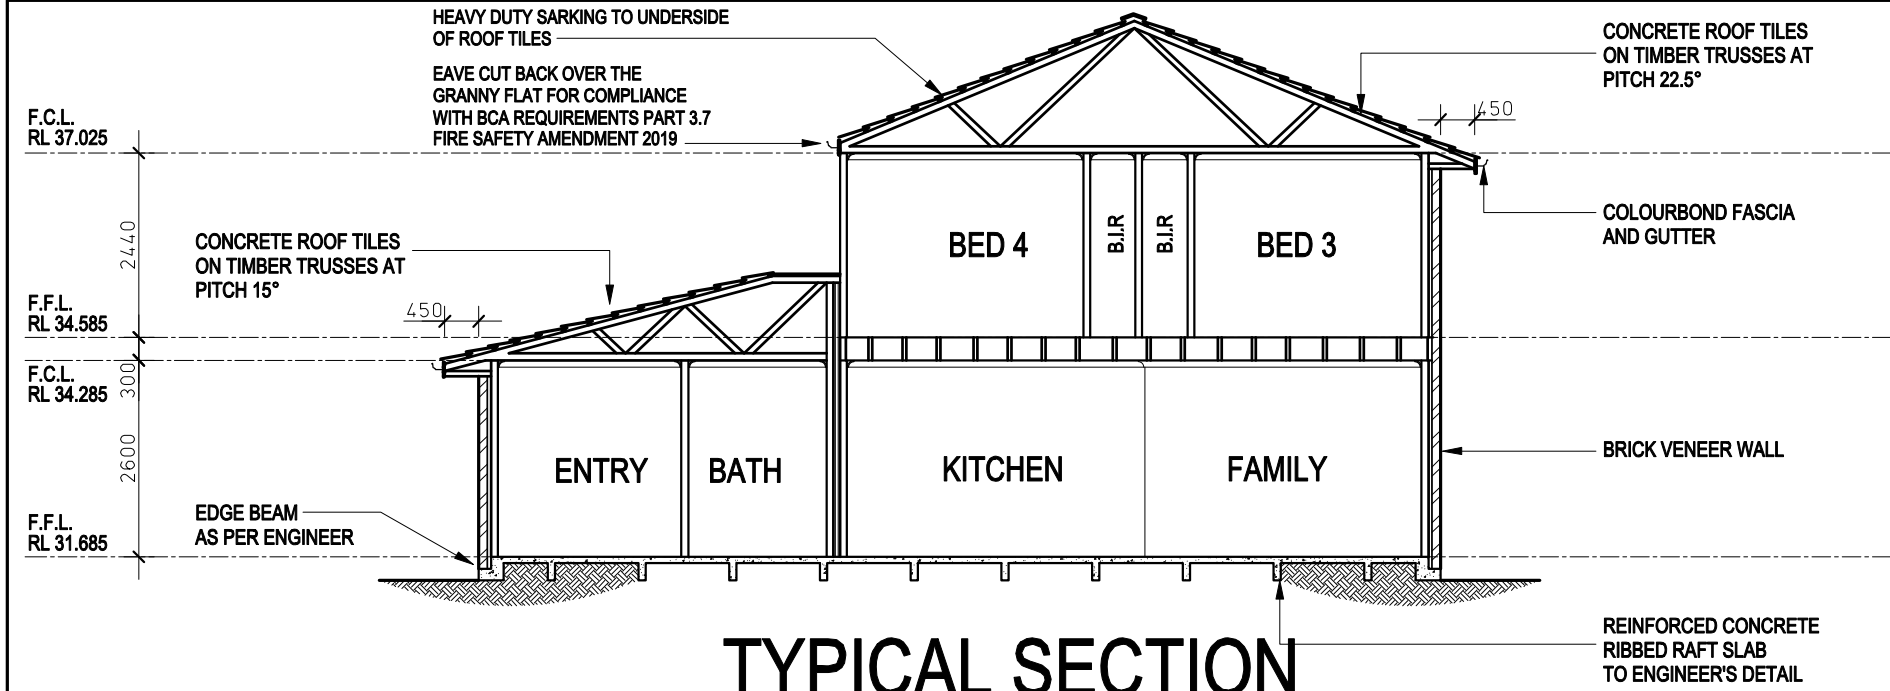 HEAVY DUTY SARKING TO UNDERSIDE
OF ROOF TILES
EAVE CUT BACK OVER THE
GRANNY FLAT FOR COMPLIANCE
WITH BCA REQUIREMENTS PART 3.7
FIRE SAFETY AMENDMENT 2019
CONCRETE ROOF TILES
ON TIMBER TRUSSES AT
PITCH 22.5°
450
F.C.L.
RL 37.025
2440
CONCRETE ROOF TILES
ON TIMBER TRUSSES AT
PITCH 15°
450
BED 4
B.I.R
B.I.R
BED 3
COLOURBOND FASCIA
AND GUTTER
F.F.L.
RL 34.585
300
F.C.L.
RL 34.285
2600
ENTRY
BATH
KITCHEN
FAMILY
BRICK VENEER WALL
EDGE BEAM
AS PER ENGINEER
F.F.L.
RL 31.685
REINFORCED CONCRETE
RIBBED RAFT SLAB
TO ENGINEER'S DETAIL
TYPICAL SECTION